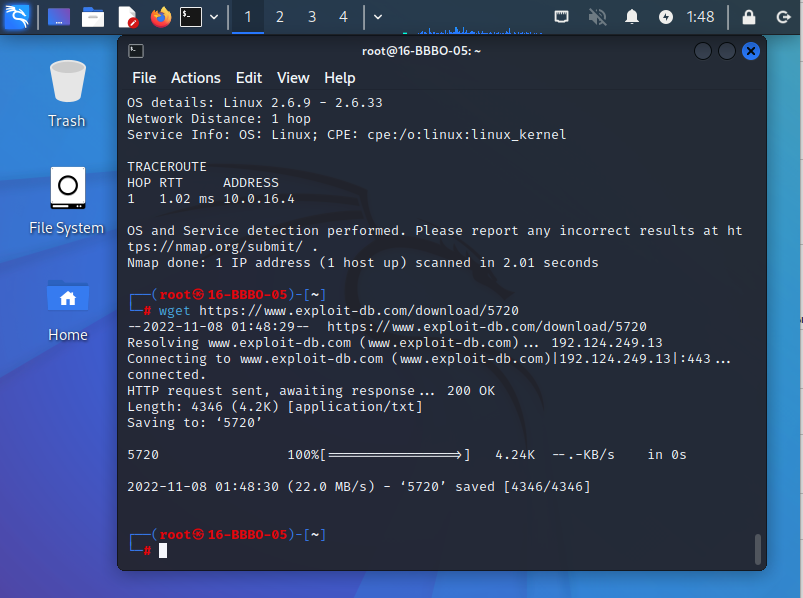 1 2 3 4 1:48
root@16-BBBO-05: ~
File Actions Edit View Help
OS details: Linux 2.6.9 - 2.6.33
Network Distance: 1 hop
Service Info: OS: Linux; CPE: cpe:/o:linux:linux_kernel
TRACEROUTE
HOP RTT     ADDRESS
1   1.02 ms 10.0.16.4
OS and Service detection performed. Please report any incorrect results at ht
tps://nmap.org/submit/ .
Nmap done: 1 IP address (1 host up) scanned in 2.01 seconds
┌──(root㉿16-BBBO-05)-[~]
└─# wget https://www.exploit-db.com/download/5720
--2022-11-08 01:48:29--  https://www.exploit-db.com/download/5720
Resolving www.exploit-db.com (www.exploit-db.com)... 192.124.249.13
Connecting to www.exploit-db.com (www.exploit-db.com)|192.124.249.13|:443...
connected.
HTTP request sent, awaiting response... 200 OK
Length: 4346 (4.2K) [application/txt]
Saving to: ‘5720’
5720                100%[=================>]   4.24K  --.-KB/s    in 0s
2022-11-08 01:48:30 (22.0 MB/s) - ‘5720’ saved [4346/4346]
┌──(root㉿16-BBBO-05)-[~]
└─#
Trash
File System
Home